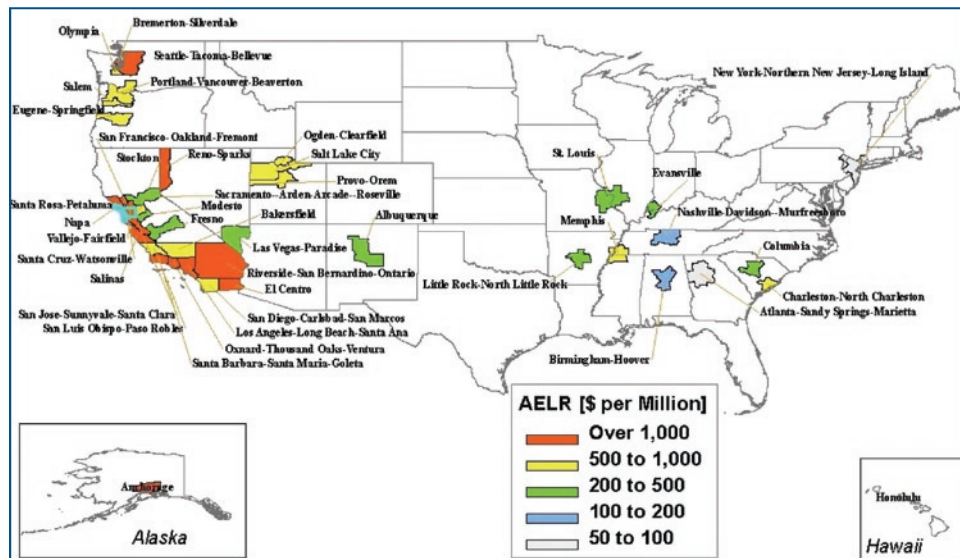 Bremerton-Silverdale
Olympia
Seattle-Tacoma-Bellevue
New York-Northern New Jersey-Long Island
Portland-Vancouver-Beaverton
Salem
Eugene-Springfield
San Francisco-Oakland-Fremont
Ogden-Clearfield
Reno-Sparks
Salt Lake City
Stockton
St. Louis
Evansville
Provo-Orem
Sacramento--Arden-Arcade--Roseville
Santa Rosa-Petaluma
Modesto
Bakersfield
Albuquerque
Memphis
Nashville-Davidson--Murfreesboro
Napa
Fresno
Vallejo-Fairfield
Las Vegas-Paradise
Columbia
Santa Cruz-Watsonville
Riverside-San Bernardino-Ontario
Little Rock-North Little Rock
Salinas
El Centro
Charleston-North Charleston
San Jose-Sunnyvale-Santa Clara
San Diego-Carlsbad-San Marcos
Atlanta-Sandy Springs-Marietta
San Luis Obispo-Paso Robles
Los Angeles-Long Beach-Santa Ana
Oxnard-Thousand Oaks-Ventura
Birmingham-Hoover
Santa Barbara-Santa Maria-Goleta
AELR [$ per Million]
Over 1,000
500 to 1,000
200 to 500
100 to 200
50 to 100
Anchorage
Alaska
Honolulu
Hawaii